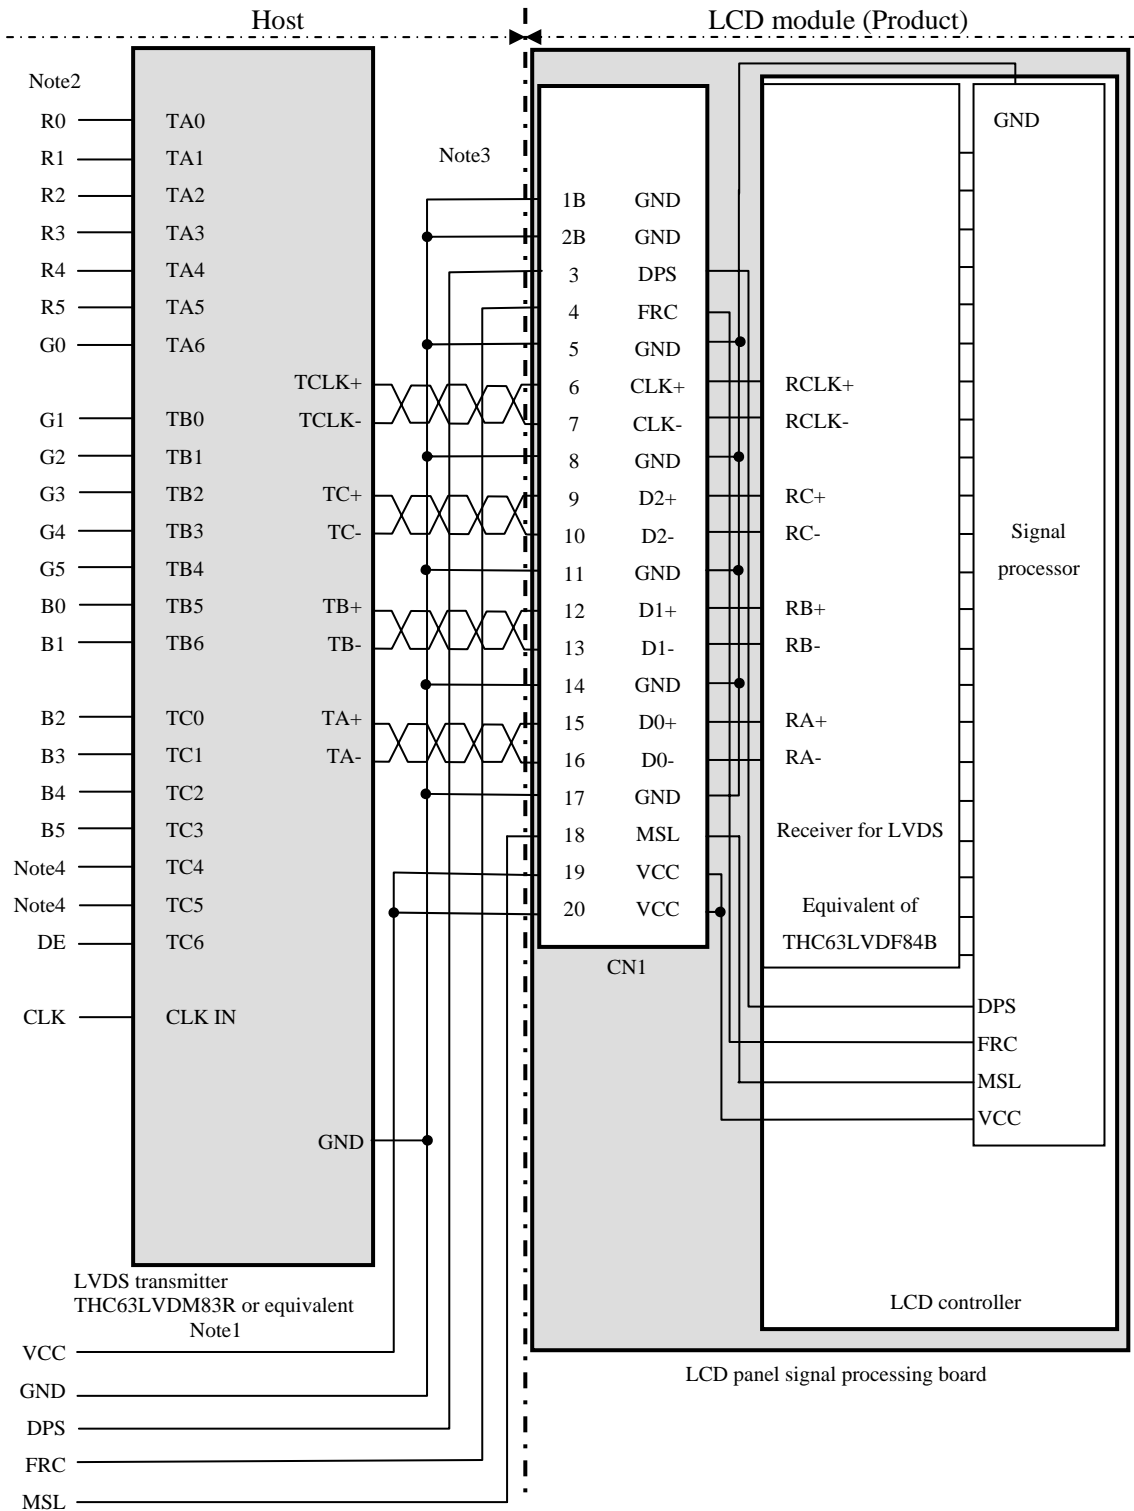 Host
LCD module (Product)
Note2
R0 TA0
R1 TA1
R2 TA2
R3 TA3
R4 TA4
R5 TA5
G0 TA6
G1 TB0
G2 TB1
G3 TB2
G4 TB3
G5 TB4
B0 TB5
B1 TB6
B2 TC0
B3 TC1
B4 TC2
B5 TC3
Note4 TC4
Note4 TC5
DE TC6
CLK CLK IN
TCLK+
TCLK-
TC+
TC-
TB+
TB-
TA+
TA-
GND
LVDS transmitter
THC63LVDM83R or equivalent
Note1
VCC
GND
DPS
FRC
MSL
Note3
1B GND
2B GND
3 DPS
4 FRC
5 GND
6 CLK+
7 CLK-
8 GND
9 D2+
10 D2-
11 GND
12 D1+
13 D1-
14 GND
15 D0+
16 D0-
17 GND
18 MSL
19 VCC
20 VCC
CN1
RCLK+
RCLK-
RC+
RC-
RB+
RB-
RA+
RA-
Receiver for LVDS
Equivalent of
THC63LVDF84B
GND
Signal
processor
DPS
FRC
MSL
VCC
LCD controller
LCD panel signal processing board